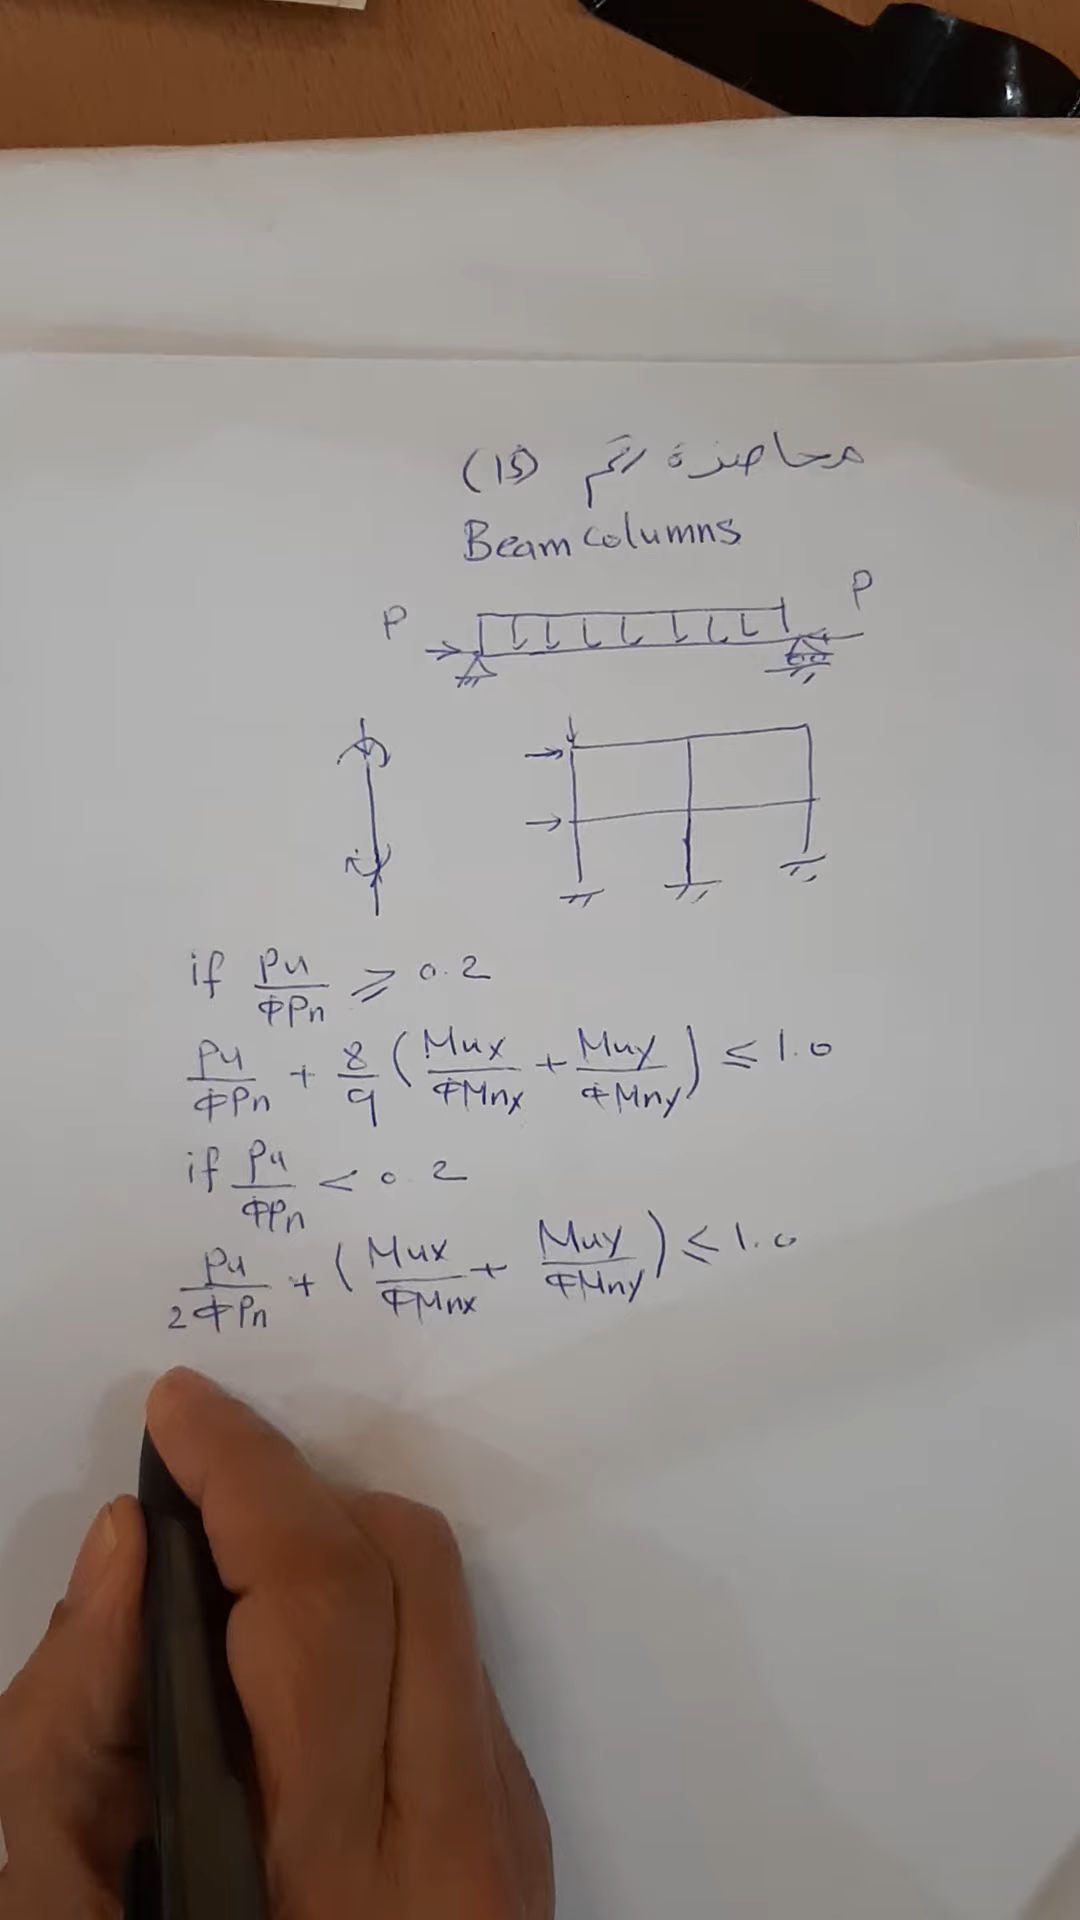 محاضرة رقم (15)
Beam columns
P P
if Pu/ΦPn ≥ 0.2
Pu/ΦPn + 8/9 (Mux/ΦMnx + Muy/ΦMny) ≤ 1.0
if Pu/ΦPn < 0.2
Pu/2ΦPn + (Mux/ΦMnx + Muy/ΦMny) ≤ 1.0